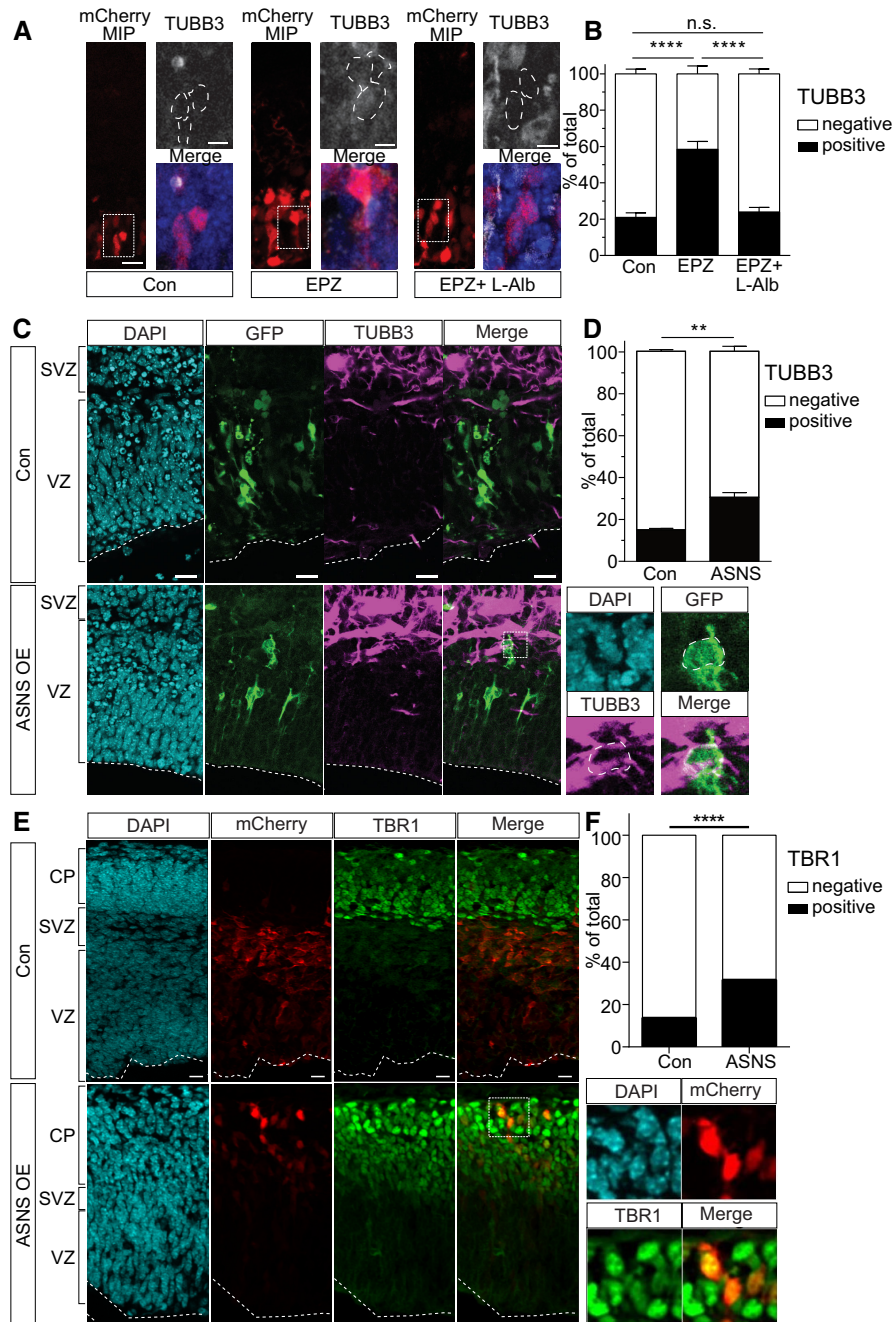 A
mCherry TUBB3
MIP
Merge
Con
mCherry TUBB3
MIP
Merge
EPZ
mCherry TUBB3
MIP
Merge
EPZ+ L-Alb
B
n.s.
**** ****
% of total
100
80
60
40
20
0
Con EPZ EPZ+
L-Alb
TUBB3
negative
positive
C
DAPI GFP TUBB3 Merge
Con
SVZ
VZ
ASNS OE
SVZ
VZ
D
**
% of total
100
80
60
40
20
0
Con ASNS
TUBB3
negative
positive
DAPI GFP
TUBB3 Merge
E
DAPI mCherry TBR1 Merge
Con
CP
SVZ
VZ
ASNS OE
CP
SVZ
VZ
F
****
% of total
100
80
60
40
20
0
Con ASNS
TBR1
negative
positive
DAPI mCherry
TBR1 Merge